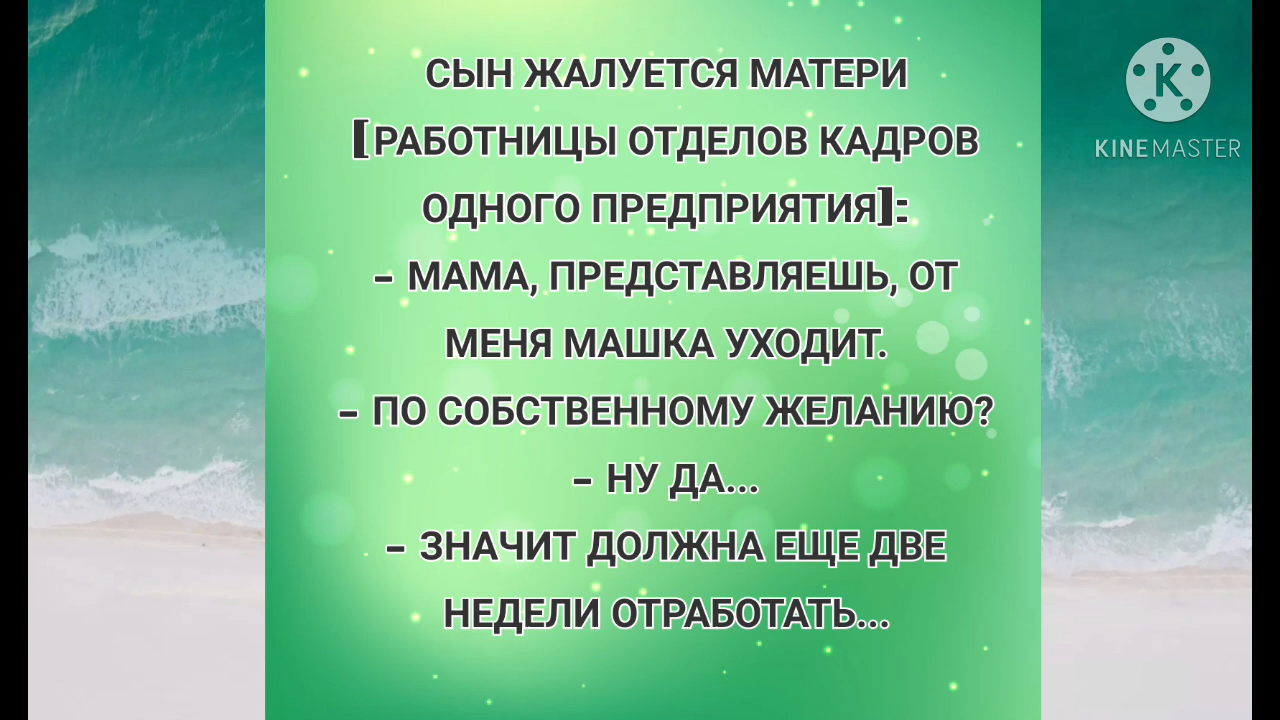 СЫН ЖАЛУЕТСЯ МАТЕРИ
[РАБОТНИЦЫ ОТДЕЛОВ КАДРОВ
ОДНОГО ПРЕДПРИЯТИЯ]:
– МАМА, ПРЕДСТАВЛЯЕШЬ, ОТ
МЕНЯ МАШКА УХОДИТ.
– ПО СОБСТВЕННОМУ ЖЕЛАНИЮ?
– НУ ДА...
– ЗНАЧИТ ДОЛЖНА ЕЩЕ ДВЕ
НЕДЕЛИ ОТРАБОТАТЬ...
K
KINEMASTER